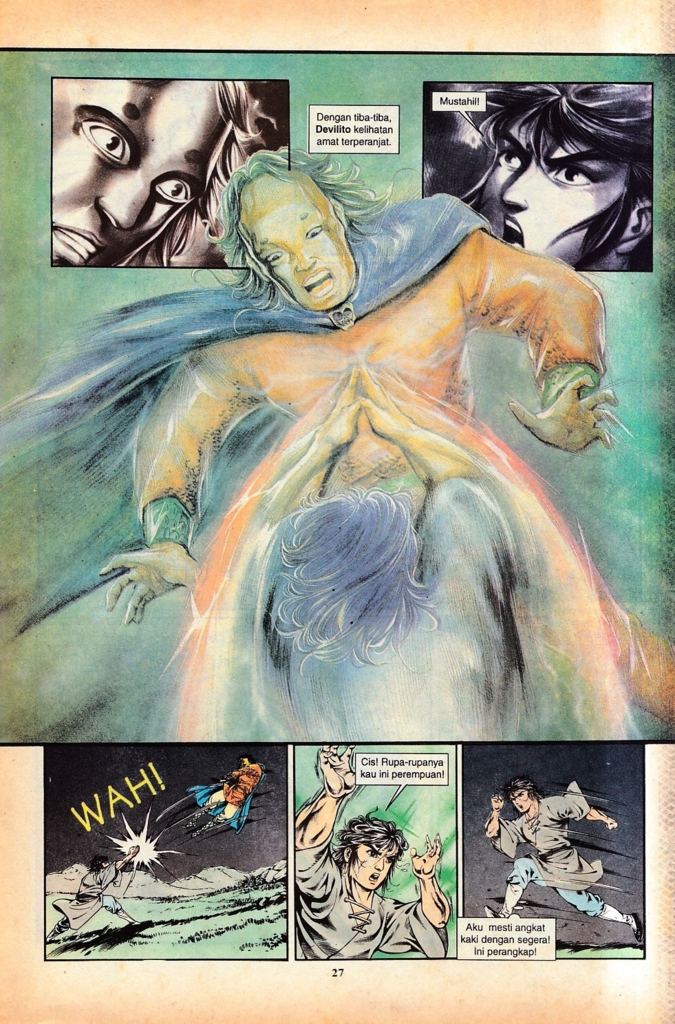 Dengan tiba-tiba,
Devilito kelihatan
amat terperanjat.
Mustahil!
WAH!
Cis! Rupa-rupanya
kau ini perempuan!
Aku mesti angkat
kaki dengan segera!
Ini perangkap!
27